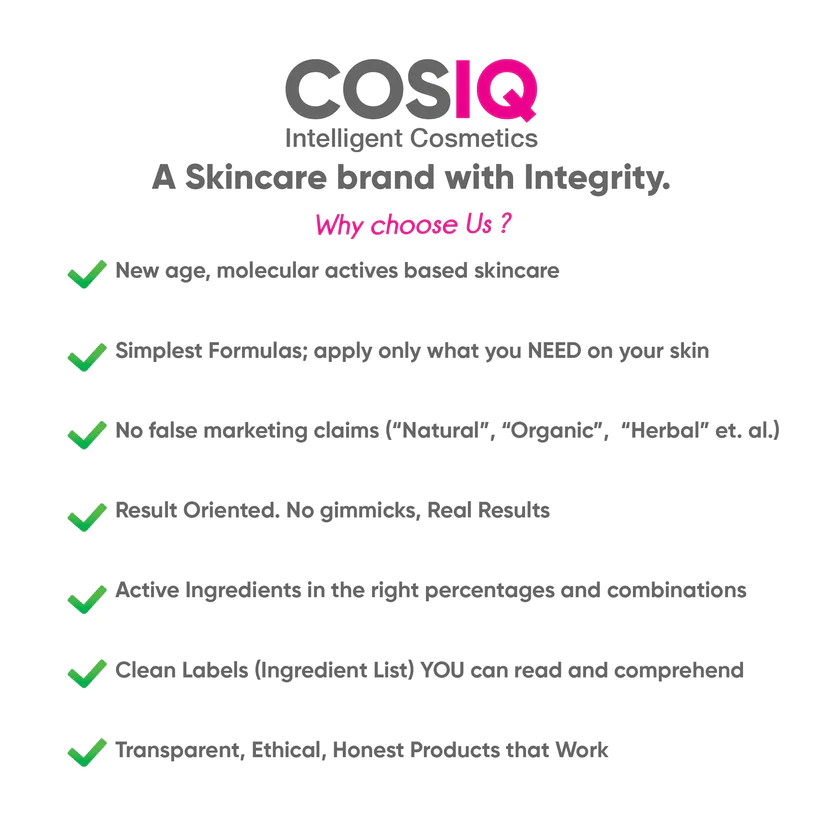 COSIQ
Intelligent Cosmetics
A Skincare brand with Integrity.
Why choose Us ?
New age, molecular actives based skincare
Simplest Formulas; apply only what you NEED on your skin
No false marketing claims (“Natural”, “Organic”,  “Herbal” et. al.)
Result Oriented. No gimmicks, Real Results
Active Ingredients in the right percentages and combinations
Clean Labels (Ingredient List) YOU can read and comprehend
Transparent, Ethical, Honest Products that Work